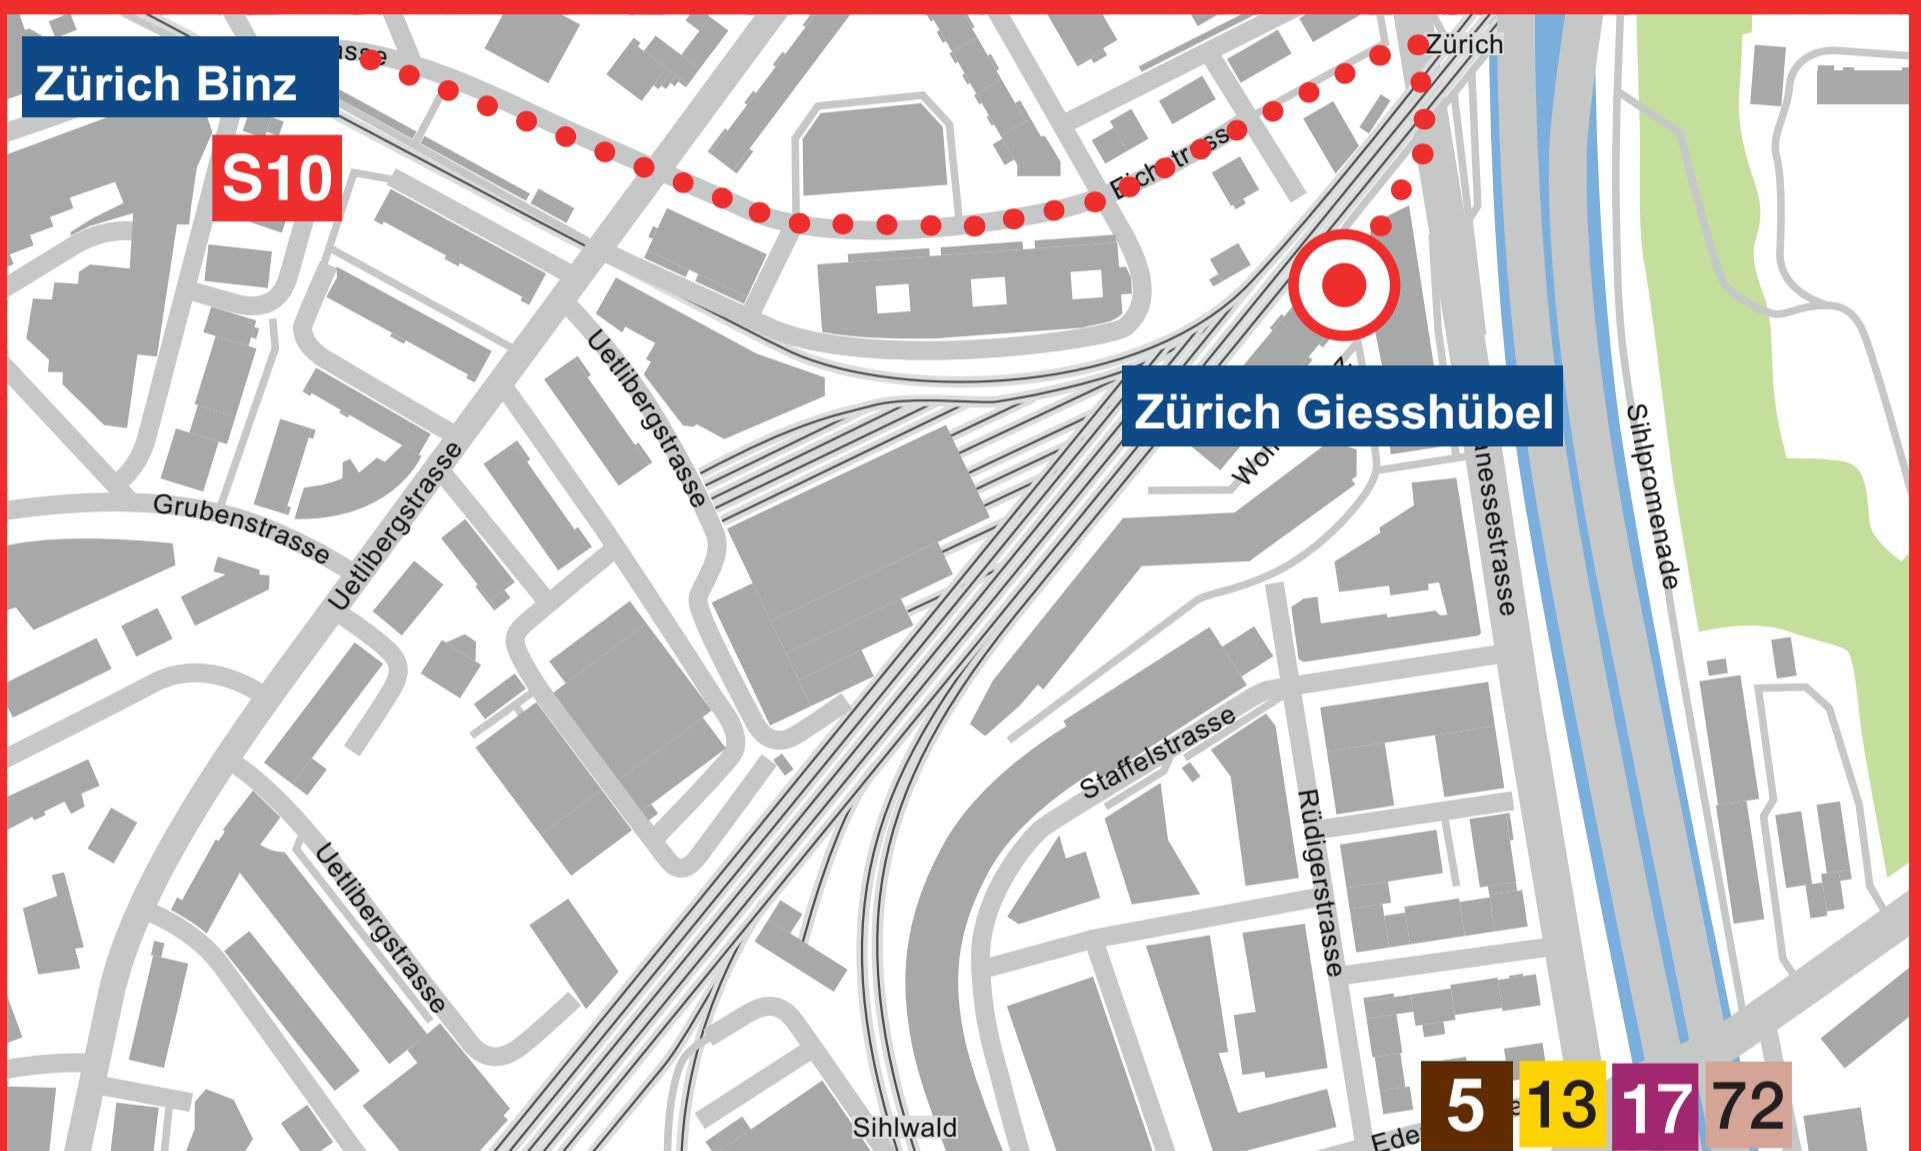 Zürich
Zürich Binz
S10
Zürich Giesshübel
Uetlibergstrasse
Sihlpromenade
Grubenstrasse
Uetlibergstrasse
Staffelstrasse
Rüdigerstrasse
Uetlibergstrasse
5 13 17 72
Sihlwald